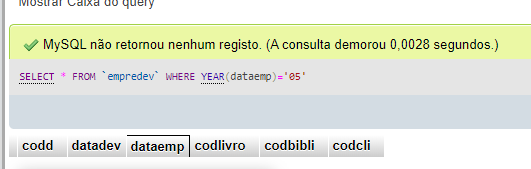 Mostrar Caixa do query
MySQL não retornou nenhum registo. (A consulta demorou 0,0028 segundos.)
SELECT * FROM `empredev` WHERE YEAR(dataemp)='05'
codd datadev dataemp codlivro codbibli codcli